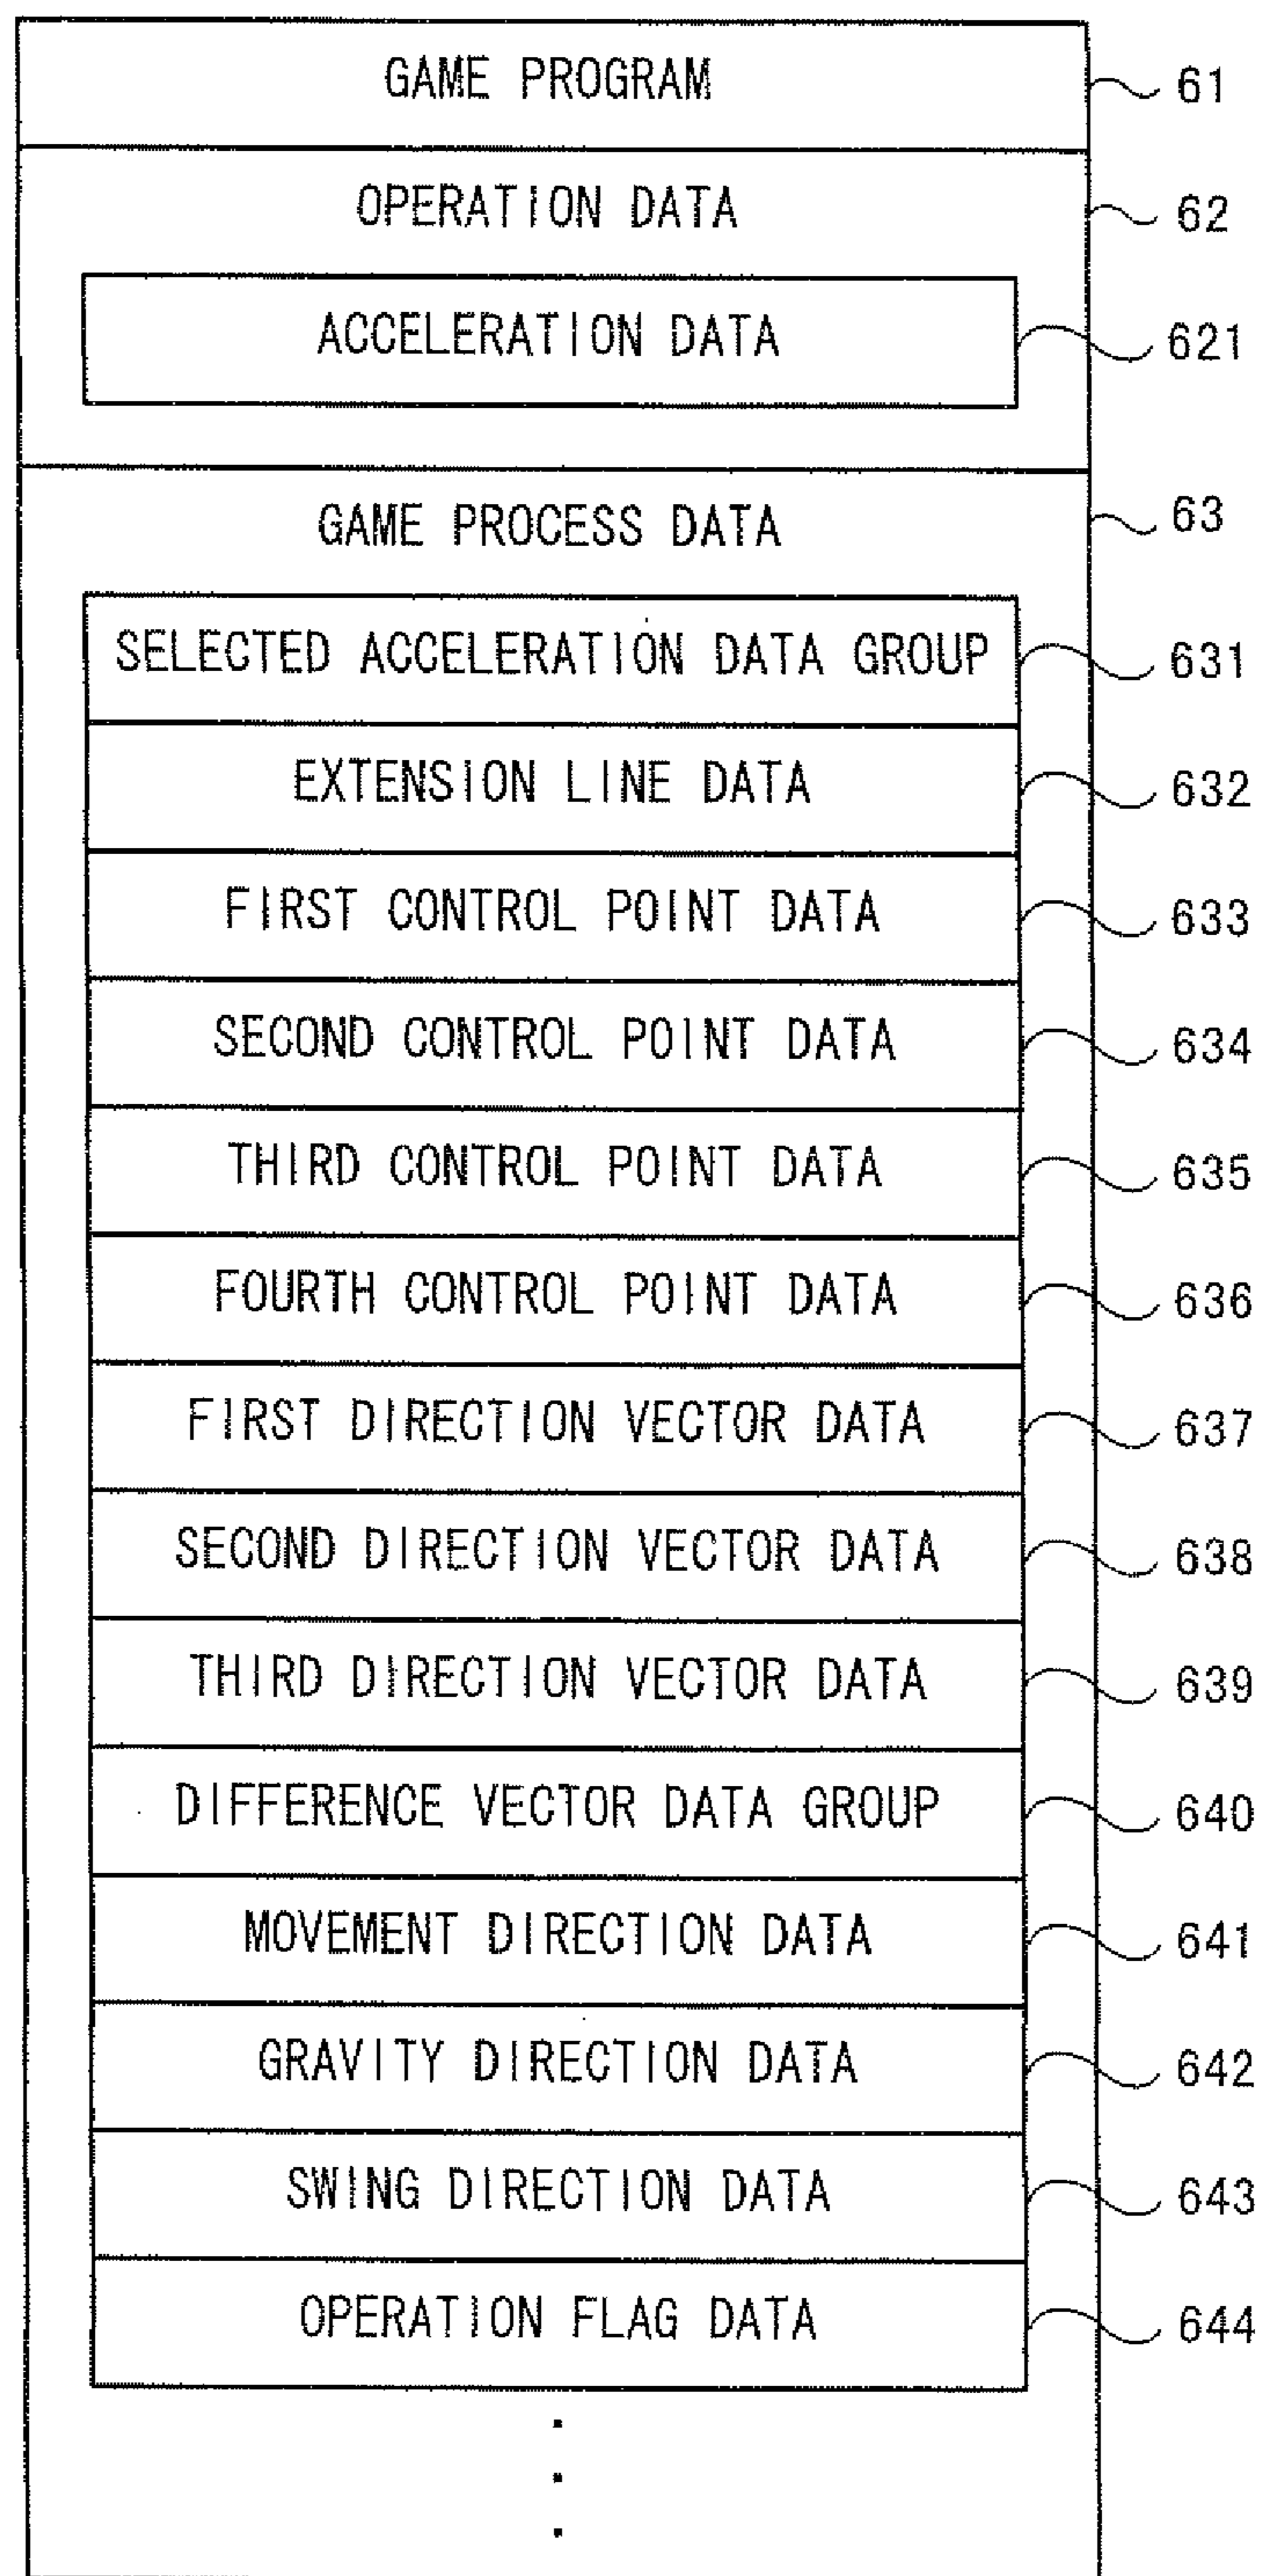 GAME PROGRAM 61
OPERATION DATA 62
ACCELERATION DATA 621
GAME PROCESS DATA 63
SELECTED ACCELERATION DATA GROUP 631
EXTENSION LINE DATA 632
FIRST CONTROL POINT DATA 633
SECOND CONTROL POINT DATA 634
THIRD CONTROL POINT DATA 635
FOURTH CONTROL POINT DATA 636
FIRST DIRECTION VECTOR DATA 637
SECOND DIRECTION VECTOR DATA 638
THIRD DIRECTION VECTOR DATA 639
DIFFERENCE VECTOR DATA GROUP 640
MOVEMENT DIRECTION DATA 641
GRAVITY DIRECTION DATA 642
SWING DIRECTION DATA 643
OPERATION FLAG DATA 644